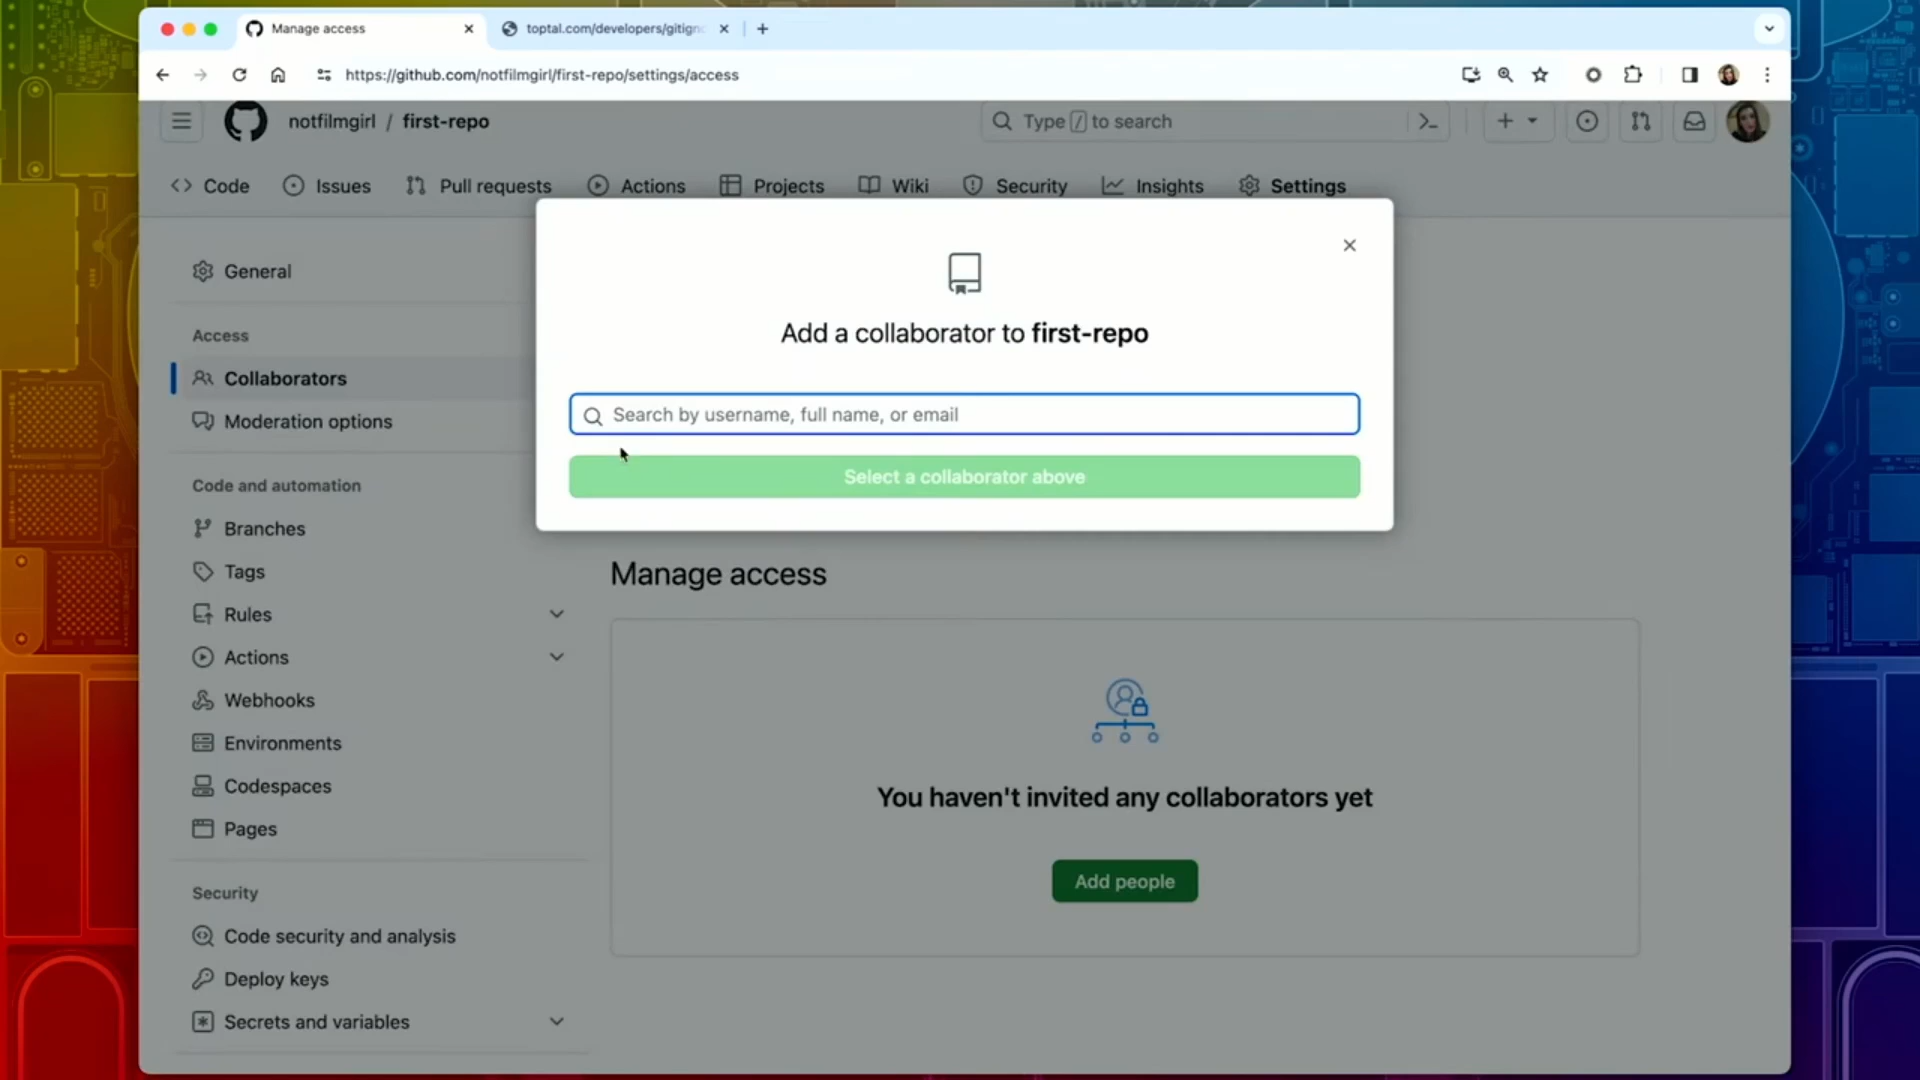 Manage access
toptal.com/developers/gitign
https://github.com/notfilmgirl/first-repo/settings/access
notfilmgirl / first-repo
Type / to search
Code
Issues
Pull requests
Actions
Projects
Wiki
Security
Insights
Settings
General
Access
Collaborators
Moderation options
Code and automation
Branches
Tags
Rules
Actions
Webhooks
Environments
Codespaces
Pages
Security
Code security and analysis
Deploy keys
Secrets and variables
Add a collaborator to first-repo
Search by username, full name, or email
Select a collaborator above
Manage access
You haven't invited any collaborators yet
Add people